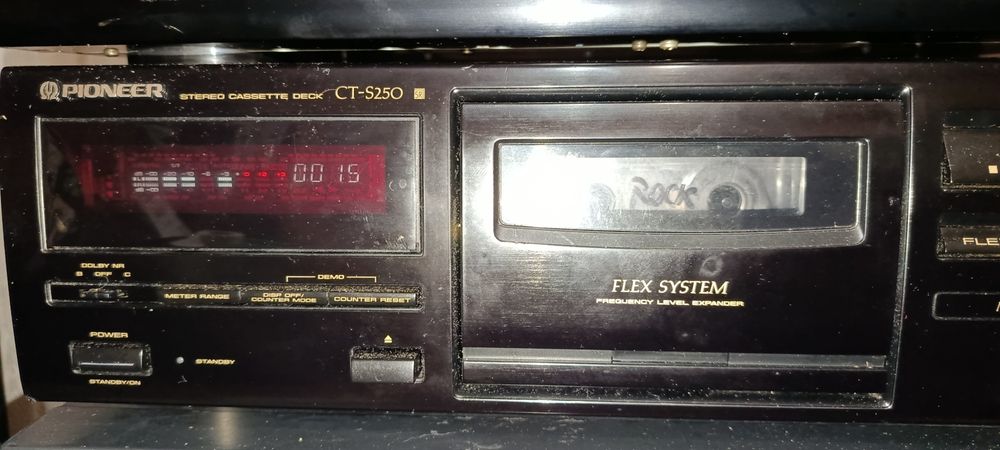 PIONEER STEREO CASSETTE DECK CT-S250
0015
ROCK
FLEX SYSTEM
FREQUENCY LEVEL EXPANDER
DOLBY NR
B OFF C
DEMO
METER RANGE
DISP OFF/
COUNTER MODE
COUNTER RESET
POWER
STANDBY
STANDBY/ON
FLE